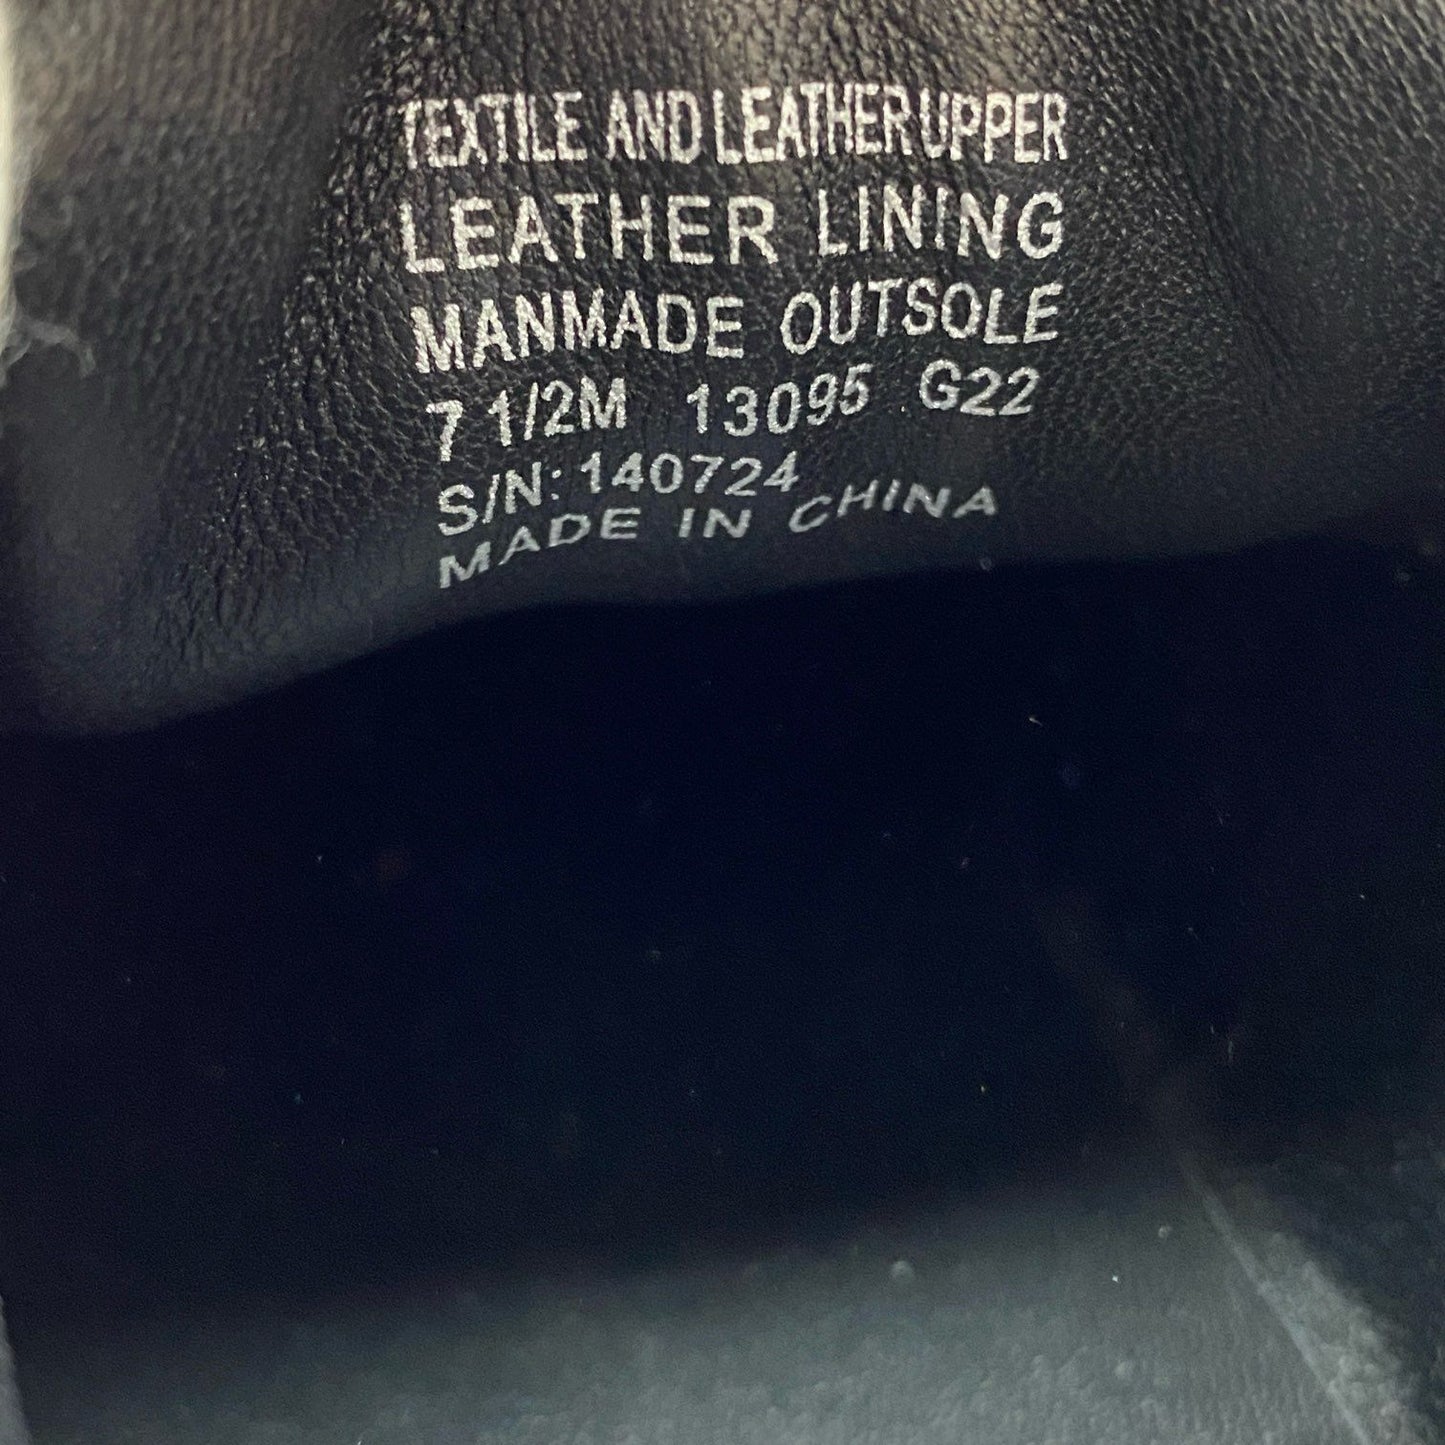 TEXTILE AND LEATHER UPPER
LEATHER LINING
MANMADE OUTSOLE
7 1/2M 13095 G22
S/N: 140724
MADE IN CHINA